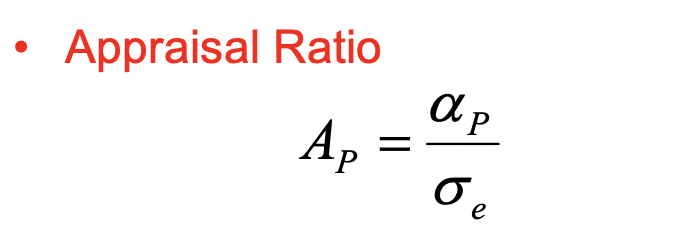 • Appraisal Ratio
A_P = α_P / σ_e